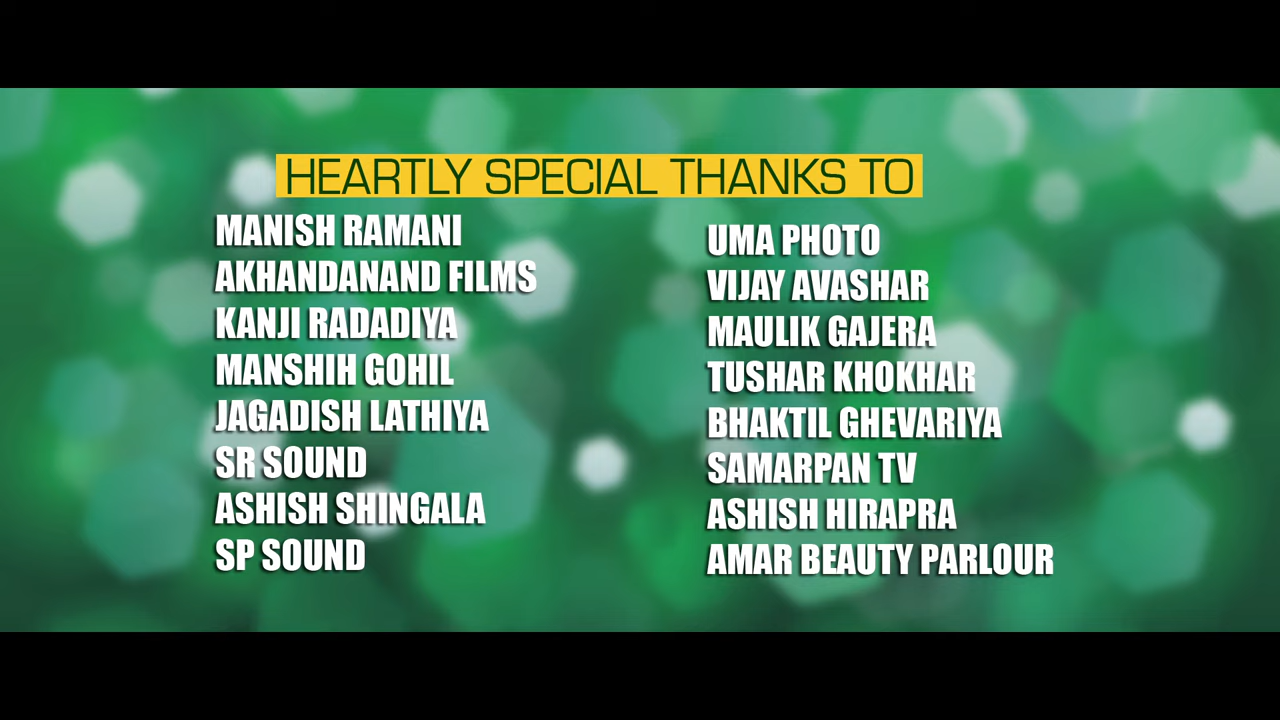 HEARTLY SPECIAL THANKS TO
MANISH RAMANI
AKHANDANAND FILMS
KANJI RADADIYA
MANSHIH GOHIL
JAGADISH LATHIYA
SR SOUND
ASHISH SHINGALA
SP SOUND
UMA PHOTO
VIJAY AVASHAR
MAULIK GAJERA
TUSHAR KHOKHAR
BHAKTIL GHEVARIYA
SAMARPAN TV
ASHISH HIRAPRA
AMAR BEAUTY PARLOUR